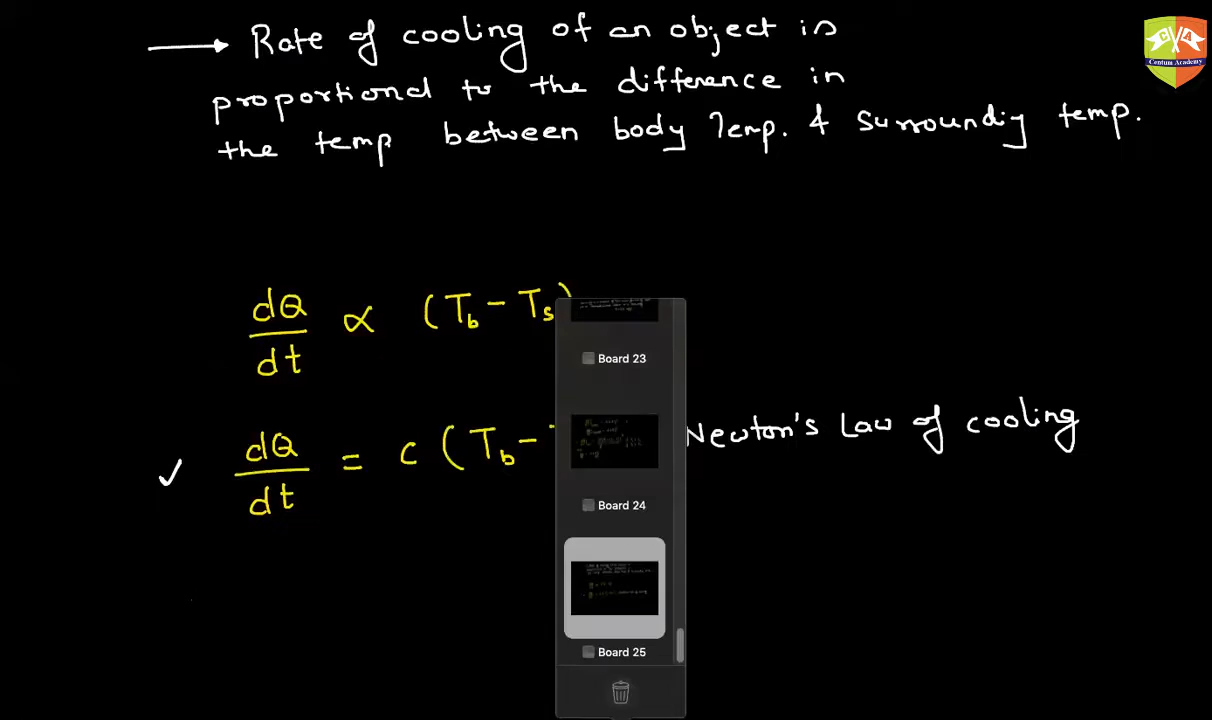 Rate of cooling of an object is
proportional to the difference in
the temp between body Temp. & surroundig temp.
dQ/dt ∝ (Tb - Ts)
dQ/dt = c (Tb -
Newton's Law of cooling
Board 23
Board 24
Board 25
Centum Academy